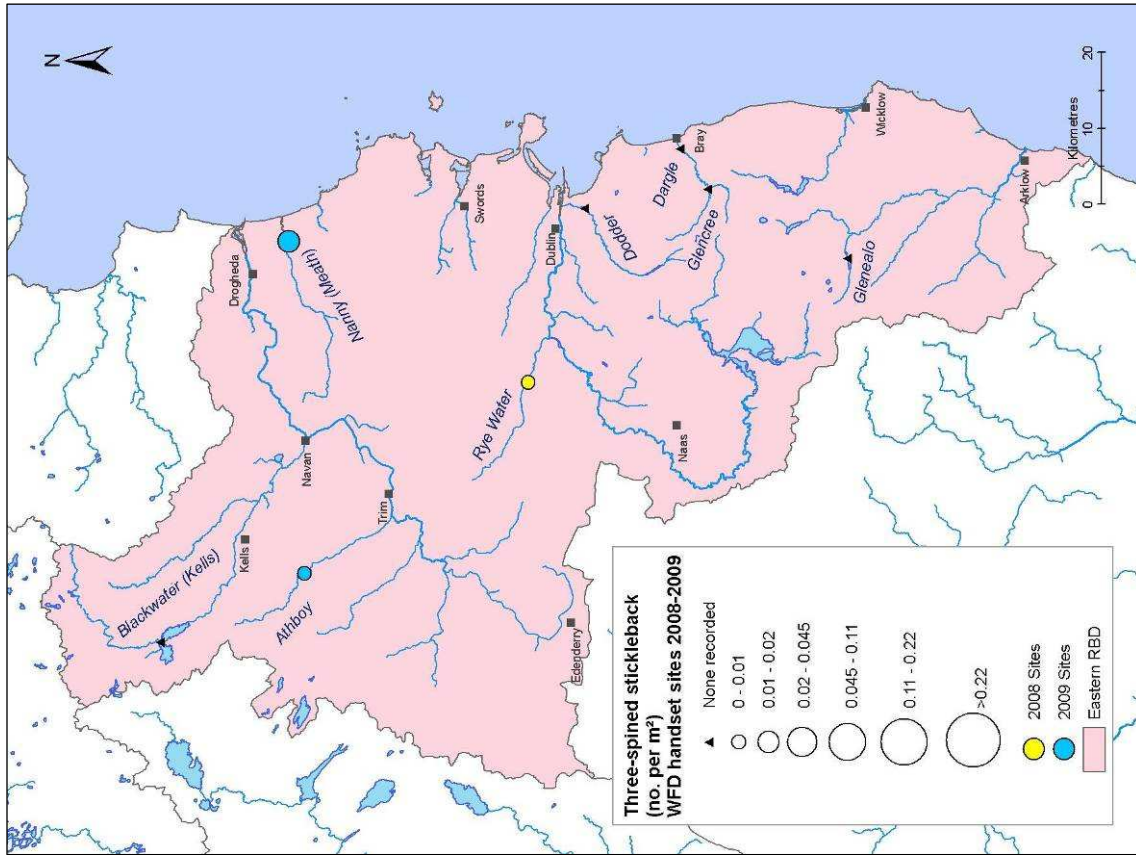 N
Drogheda
Nanny (Meath)
Blackwater (Kells)
Kells
Navan
Athboy
Trim
Swords
Rye Water
Dublin
Edenderry
Dodder
Naas
Dargle
Bray
Glencree
Glenealo
Wicklow
Arklow
Three-spined stickleback
(no. per m²)
WFD handset sites 2008-2009
None recorded
0 - 0.01
0.01 - 0.02
0.02 - 0.045
0.045 - 0.11
0.11 - 0.22
>0.22
2008 Sites
2009 Sites
Eastern RBD
0 10 20
Kilometres